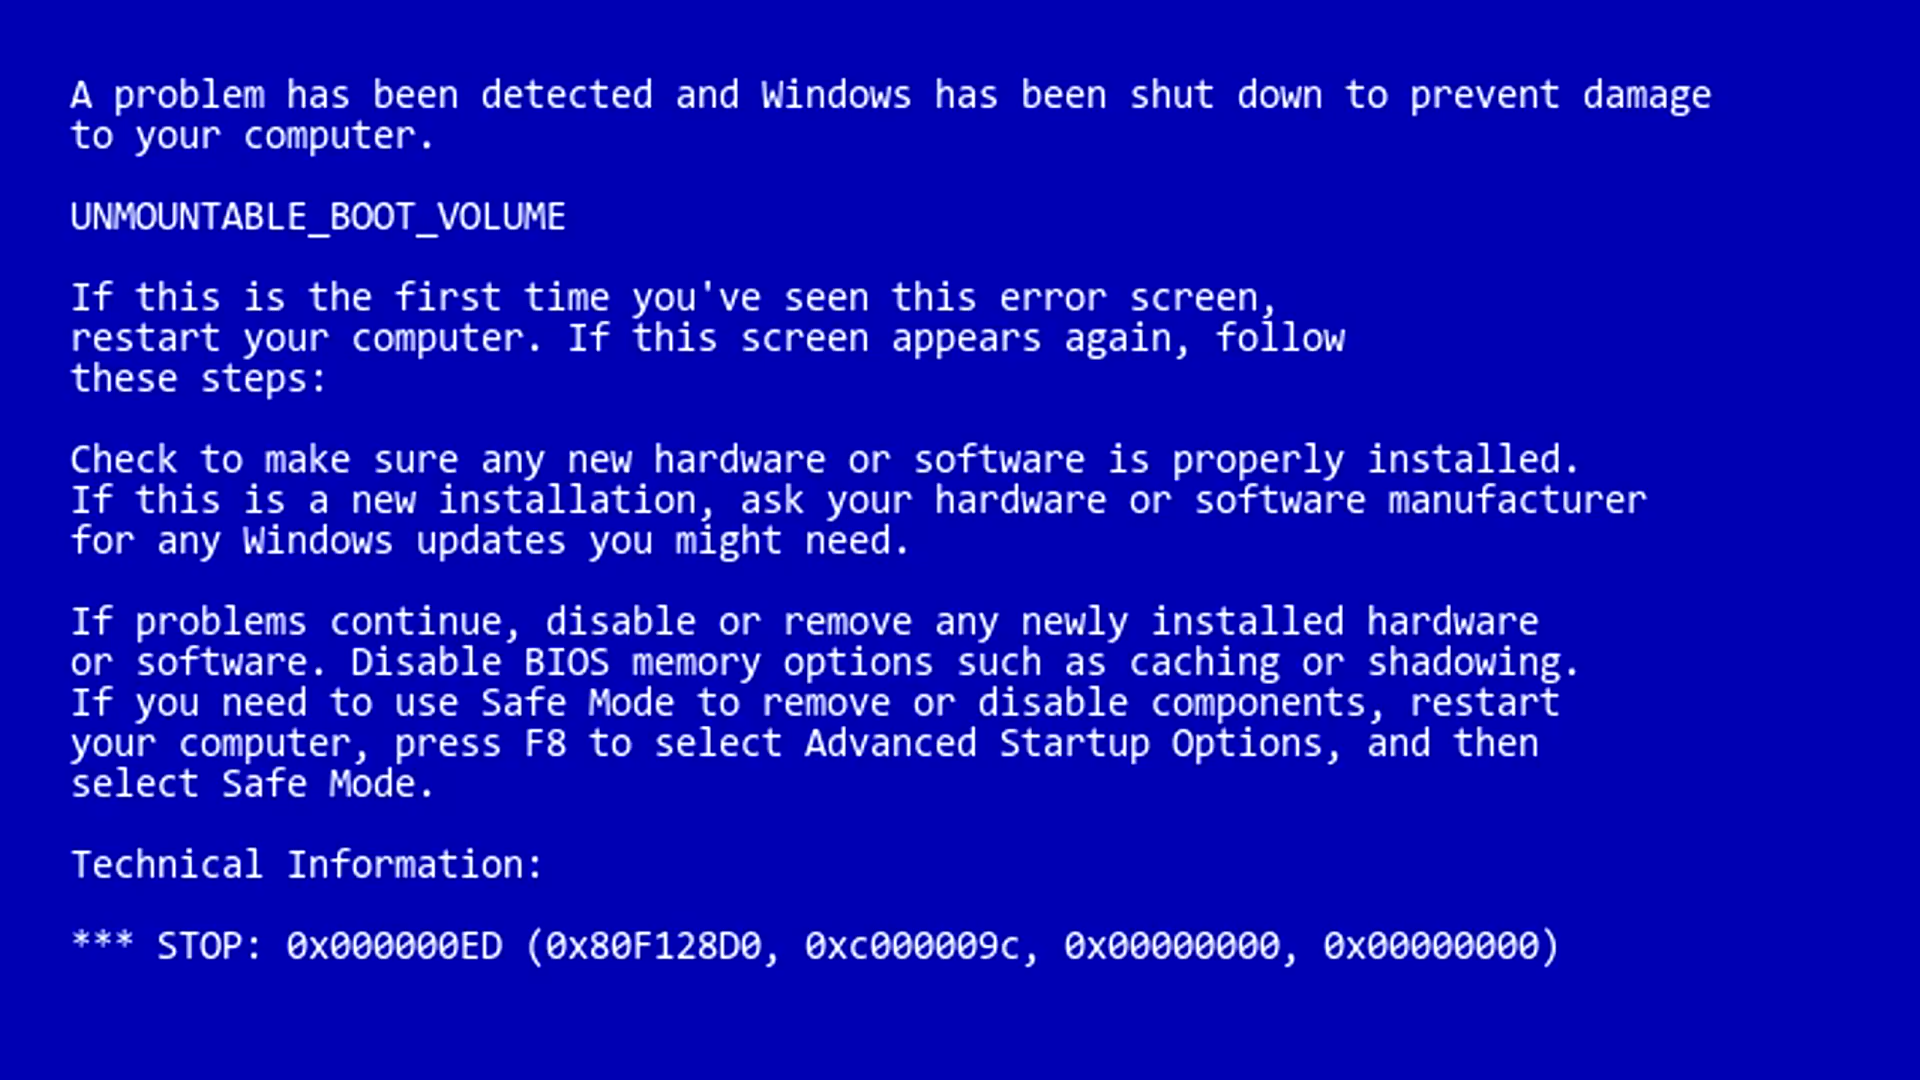 A problem has been detected and Windows has been shut down to prevent damage
to your computer.
UNMOUNTABLE_BOOT_VOLUME
If this is the first time you've seen this error screen,
restart your computer. If this screen appears again, follow
these steps:
Check to make sure any new hardware or software is properly installed.
If this is a new installation, ask your hardware or software manufacturer
for any Windows updates you might need.
If problems continue, disable or remove any newly installed hardware
or software. Disable BIOS memory options such as caching or shadowing.
If you need to use Safe Mode to remove or disable components, restart
your computer, press F8 to select Advanced Startup Options, and then
select Safe Mode.
Technical Information:
*** STOP: 0x000000ED (0x80F128D0, 0xc000009c, 0x00000000, 0x00000000)